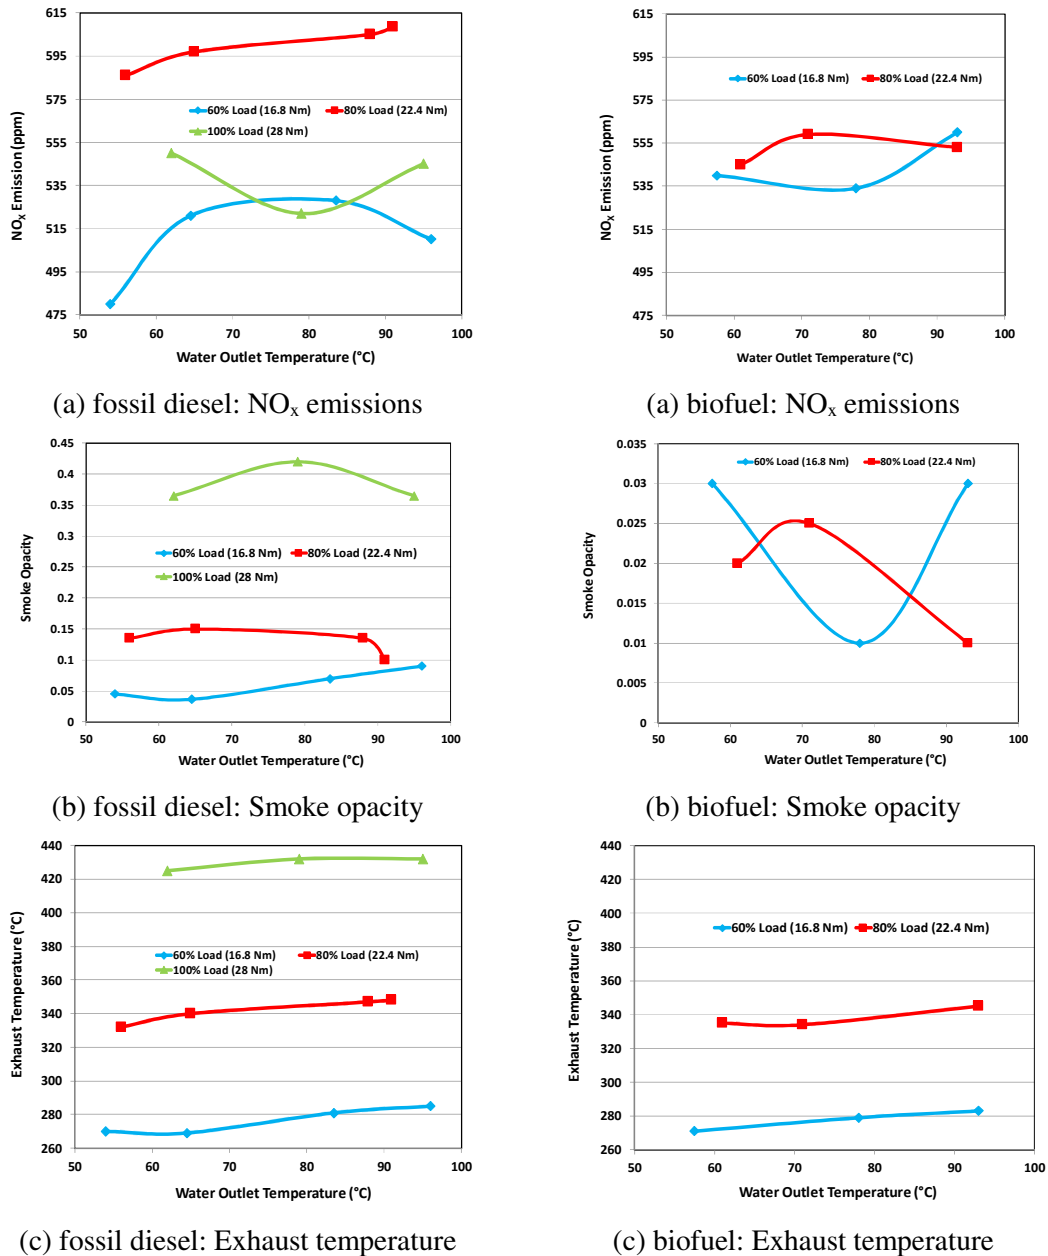 615
595
575
555
535
515
495
475
NOX Emission (ppm)
60% Load (16.8 Nm) 80% Load (22.4 Nm)
100% Load (28 Nm)
50 60 70 80 90 100
Water Outlet Temperature (°C)
(a) fossil diesel: NOx emissions
665
635
610
585
560
535
510
485
460
435
NOX Emissions (ppm)
60% Load (16.8 Nm) 80% Load (22.4 Nm)
50 60 70 80 90 100
Water Outlet Temperature (°C)
(a) biofuel: NOx emissions
0.45
0.4
0.35
0.3
0.25
0.2
0.15
0.1
0.05
0
Smoke Opacity
60% Load (16.8 Nm) 80% Load (22.4 Nm)
100% Load (28 Nm)
50 60 70 80 90 100
Water Outlet Temperature (°C)
(b) fossil diesel: Smoke opacity
0.035
0.03
0.025
0.02
0.015
0.01
0.005
0
Smoke Opacity
60% Load (16.8 Nm) 80% Load (22.4 Nm)
50 60 70 80 90 100
Water Outlet Temperature (°C)
(b) biofuel: Smoke opacity
440
420
400
380
360
340
320
300
280
260
Exhaust Temperature (°C)
60% Load (16.8 Nm) 80% Load (22.4 Nm)
100% Load (28 Nm)
50 60 70 80 90 100
Water Outlet Temperature (°C)
(c) fossil diesel: Exhaust temperature
440
420
400
380
360
340
320
300
280
260
Exhaust Temperature (°C)
60% Load (16.8 Nm) 80% Load (22.4 Nm)
50 60 70 80 90 100
Water Outlet Temperature (°C)
(c) biofuel: Exhaust temperature